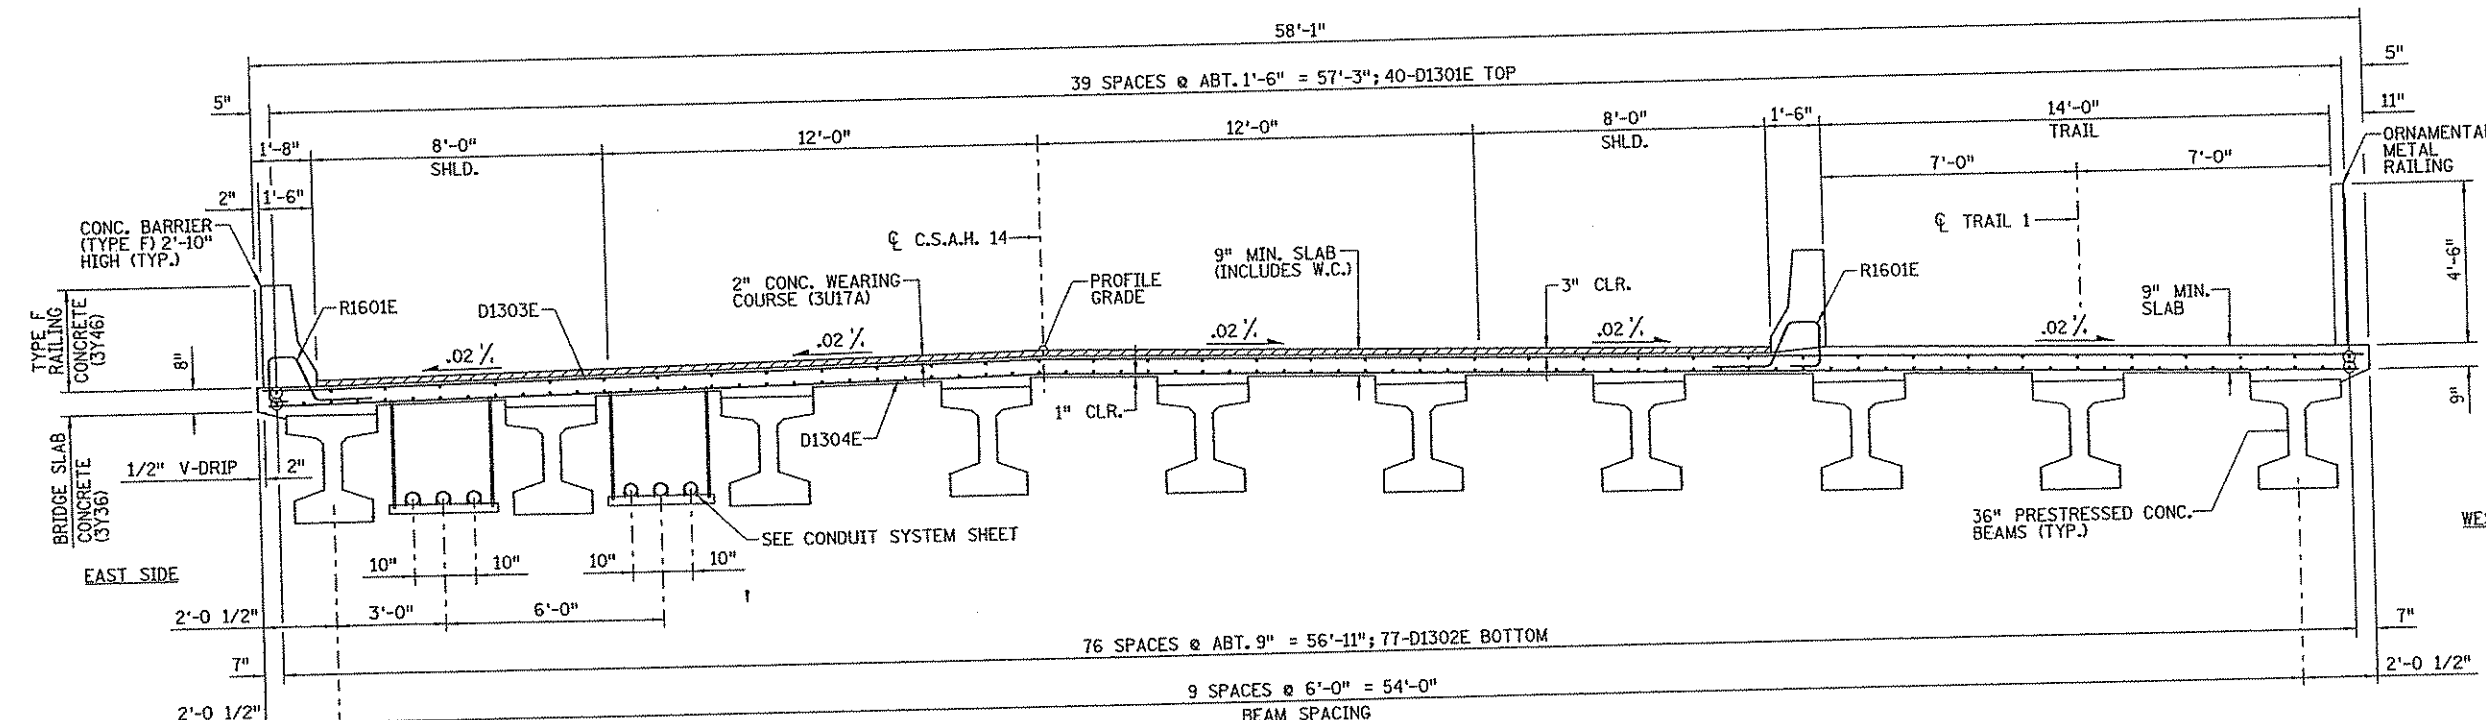 58'-1"
39 SPACES @ ABT. 1'-6" = 57'-3"; 40-D1301E TOP
5"
5"
11"
1'-8"
8'-0"
SHLD.
12'-0"
12'-0"
8'-0"
SHLD.
1'-6"
14'-0"
TRAIL
7'-0"
7'-0"
ORNAMENTA
METAL
RAILING
2"
1'-6"
CONC. BARRIER
(TYPE F) 2'-10"
HIGH (TYP.)
℄ C.S.A.H. 14
℄ TRAIL 1
TYPE F
RAILING
CONCRETE
(3Y46)
8"
R1601E
D1303E
2" CONC. WEARING
COURSE (3U17A)
PROFILE
GRADE
9" MIN. SLAB
(INCLUDES W.C.)
3" CLR.
R1601E
9" MIN.
SLAB
4'-6"
.02 '/.
.02 '/.
.02 '/.
.02 '/.
.02 '/.
1" CLR.
D1304E
9"
BRIDGE SLAB
CONCRETE
(3Y36)
1/2" V-DRIP
2"
SEE CONDUIT SYSTEM SHEET
36" PRESTRESSED CONC.
BEAMS (TYP.)
EAST SIDE
WES
10"
10"
10"
10"
2'-0 1/2"
3'-0"
6'-0"
76 SPACES @ ABT. 9" = 56'-11"; 77-D1302E BOTTOM
7"
7"
9 SPACES @ 6'-0" = 54'-0"
BEAM SPACING
2'-0 1/2"
2'-0 1/2"